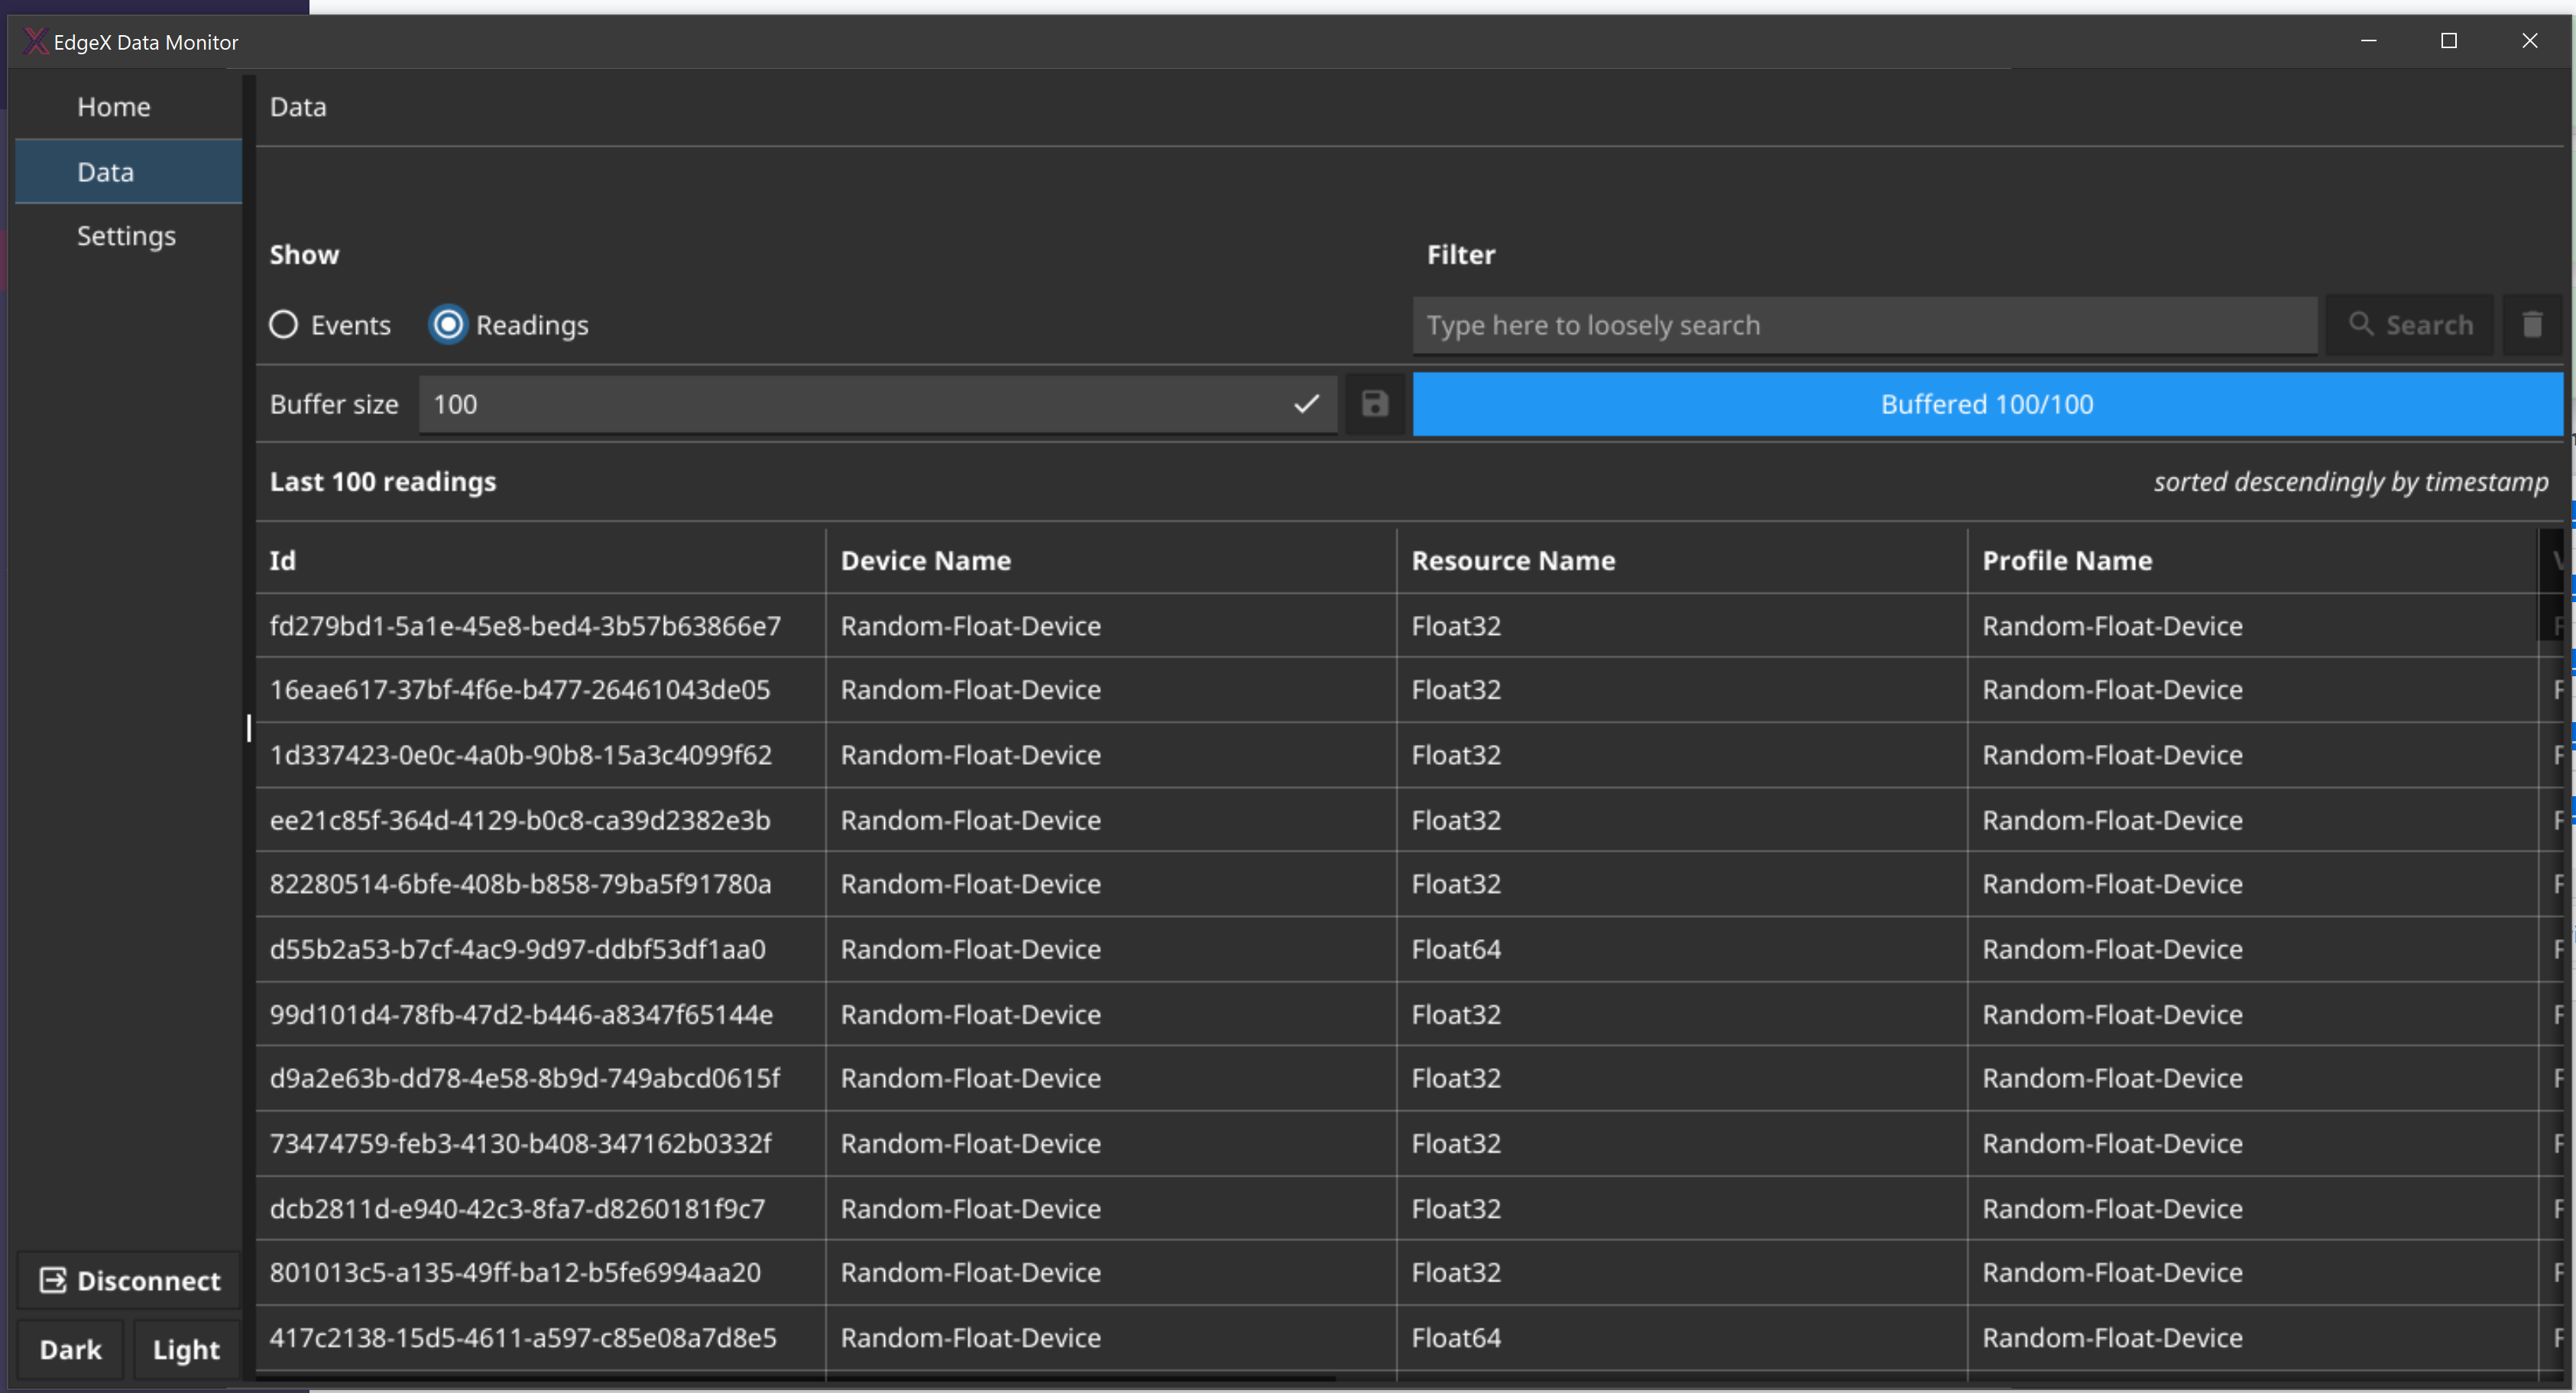 EdgeX Data Monitor
Home
Data
Settings
Disconnect
Dark Light
Data
Show
Filter
Events Readings
Type here to loosely search
Search
Buffer size 100
Buffered 100/100
Last 100 readings
sorted descendingly by timestamp
Id Device Name Resource Name Profile Name
fd279bd1-5a1e-45e8-bed4-3b57b63866e7 Random-Float-Device Float32 Random-Float-Device
16eae617-37bf-4f6e-b477-26461043de05 Random-Float-Device Float32 Random-Float-Device
1d337423-0e0c-4a0b-90b8-15a3c4099f62 Random-Float-Device Float32 Random-Float-Device
ee21c85f-364d-4129-b0c8-ca39d2382e3b Random-Float-Device Float32 Random-Float-Device
82280514-6bfe-408b-b858-79ba5f91780a Random-Float-Device Float32 Random-Float-Device
d55b2a53-b7cf-4ac9-9d97-ddbf53df1aa0 Random-Float-Device Float64 Random-Float-Device
99d101d4-78fb-47d2-b446-a8347f65144e Random-Float-Device Float32 Random-Float-Device
d9a2e63b-dd78-4e58-8b9d-749abcd0615f Random-Float-Device Float32 Random-Float-Device
73474759-feb3-4130-b408-347162b0332f Random-Float-Device Float32 Random-Float-Device
dcb2811d-e940-42c3-8fa7-d8260181f9c7 Random-Float-Device Float32 Random-Float-Device
801013c5-a135-49ff-ba12-b5fe6994aa20 Random-Float-Device Float32 Random-Float-Device
417c2138-15d5-4611-a597-c85e08a7d8e5 Random-Float-Device Float64 Random-Float-Device